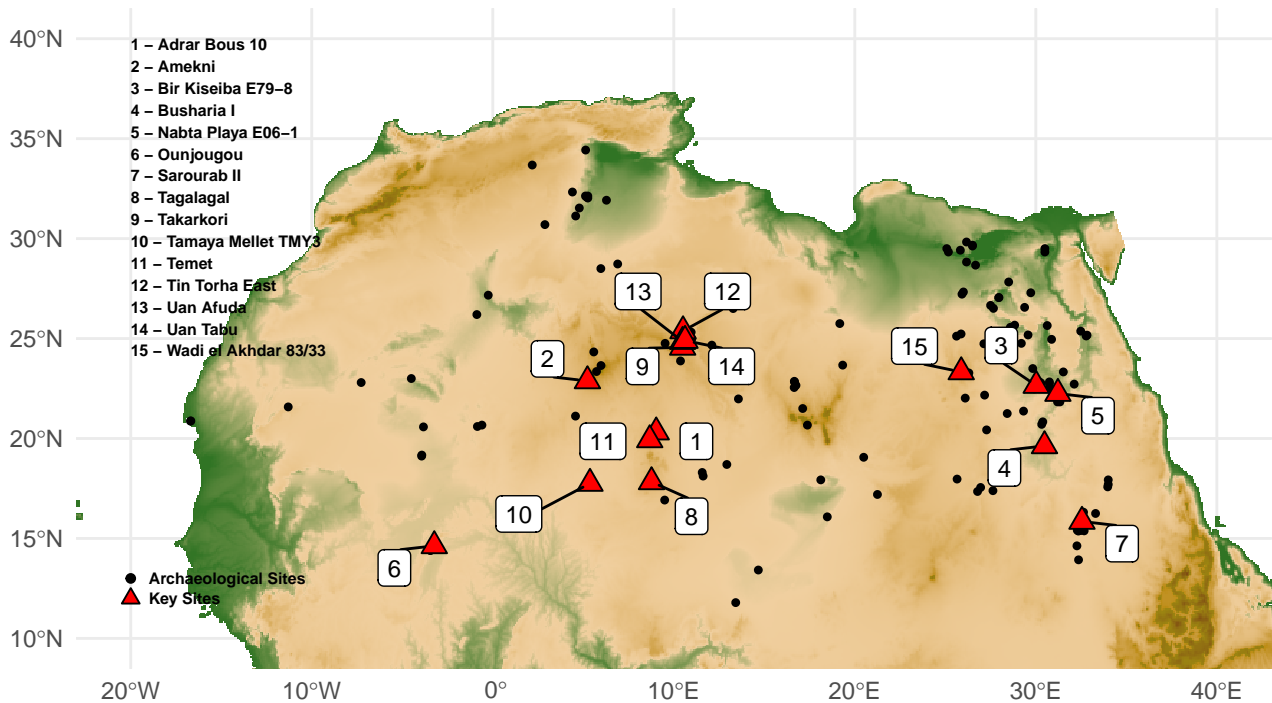 40°N
35°N
30°N
25°N
20°N
15°N
10°N
1 – Adrar Bous 10
2 – Amekni
3 – Bir Kiseiba E79–8
4 – Busharia I
5 – Nabta Playa E06–1
6 – Ounjougou
7 – Sarourab II
8 – Tagalagal
9 – Takarkori
10 – Tamaya Mellet TMY3
11 – Temet
12 – Tin Torha East
13 – Uan Afuda
14 – Uan Tabu
15 – Wadi el Akhdar 83/33
13
12
2
9
14
15
3
11
1
5
4
10
8
6
7
Archaeological Sites
Key Sites
20°W
10°W
0°
10°E
20°E
30°E
40°E